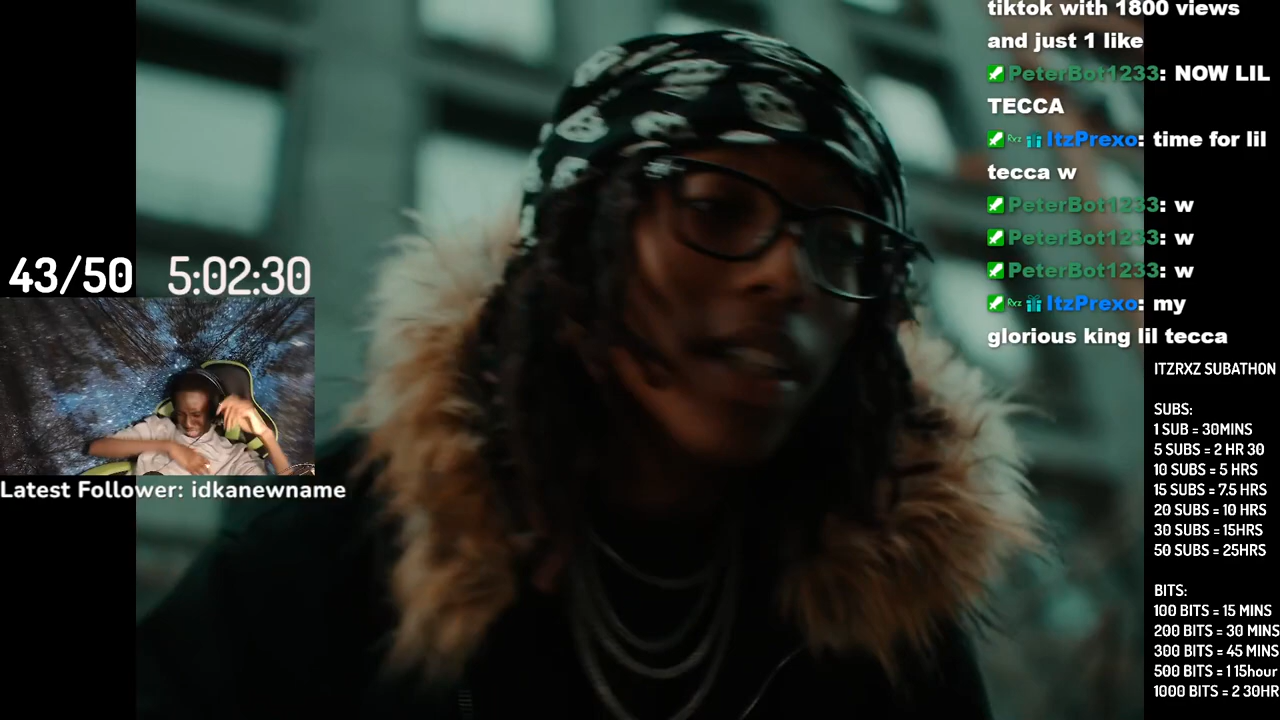 tiktok with 1800 views
and just 1 like
PeterBot1233: NOW LIL
TECCA
ItzPrexo: time for lil
tecca w
PeterBot1233: w
PeterBot1233: w
PeterBot1233: w
ItzPrexo: my
glorious king lil tecca
43/50 5:02:30
Latest Follower: idkanewname
ITZRXZ SUBATHON
SUBS:
1 SUB = 30MINS
5 SUBS = 2 HR 30
10 SUBS = 5 HRS
15 SUBS = 7.5 HRS
20 SUBS = 10 HRS
30 SUBS = 15HRS
50 SUBS = 25HRS
BITS:
100 BITS = 15 MINS
200 BITS = 30 MINS
300 BITS = 45 MINS
500 BITS = 1 15hour
1000 BITS = 2 30HR